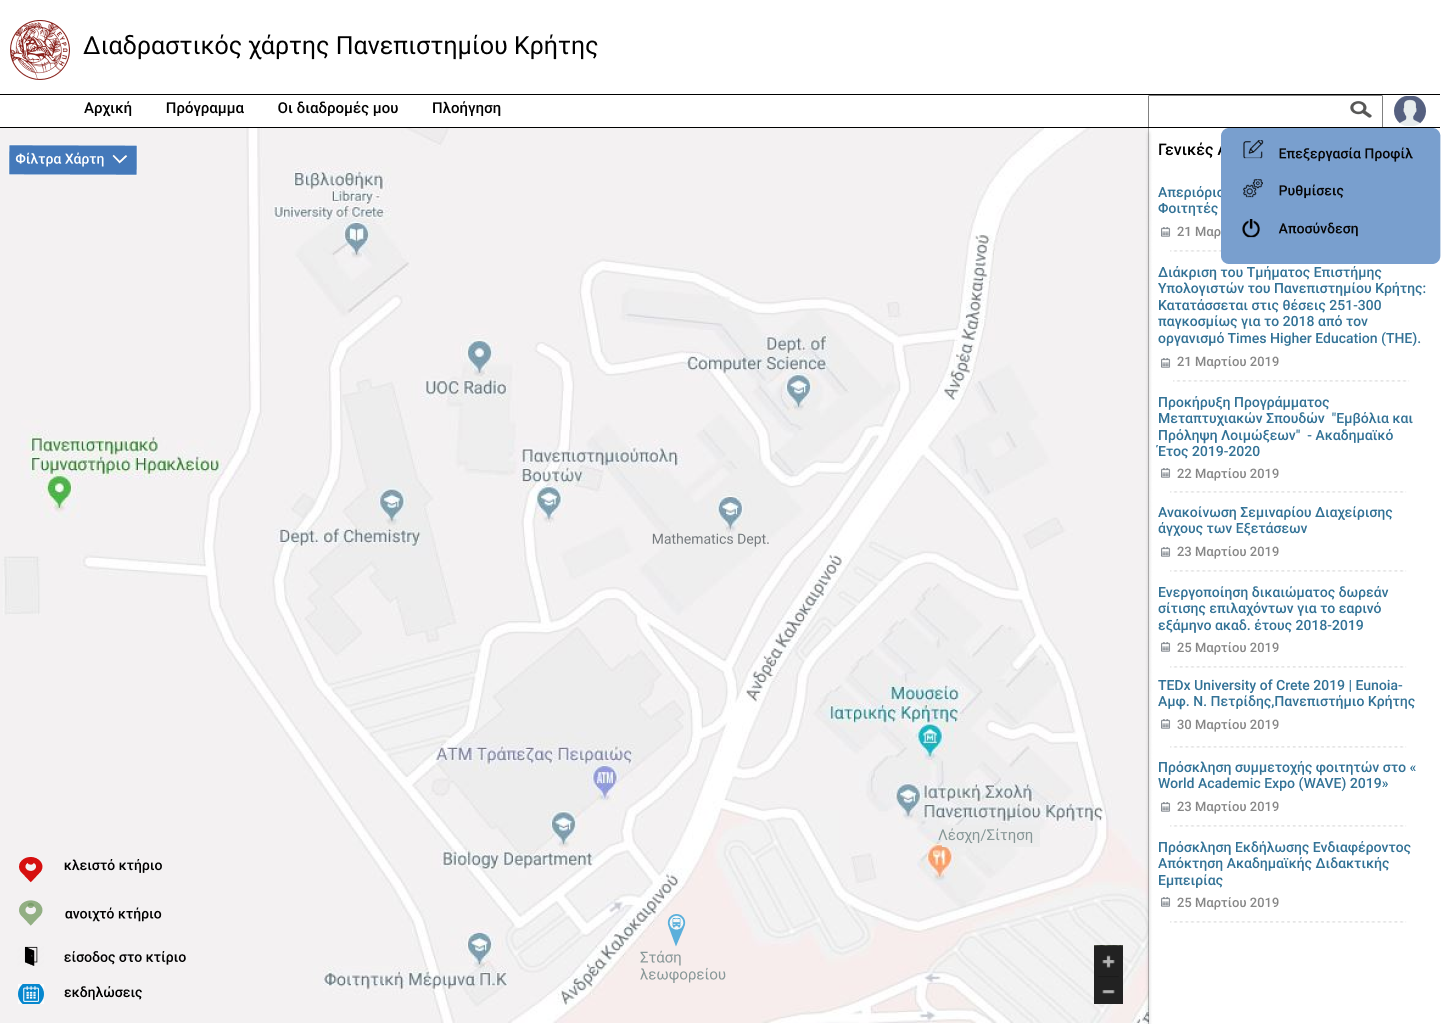 Διαδραστικός χάρτης Πανεπιστημίου Κρήτης
Αρχική Πρόγραμμα Οι διαδρομές μου Πλοήγηση
Φίλτρα Χάρτη
Βιβλιοθήκη
Library -
University of Crete
UOC Radio
Dept. of
Computer Science
Ανδρέα Καλοκαιρινού
Πανεπιστημιακό
Γυμναστήριο Ηρακλείου
Πανεπιστημιούπολη
Βουτών
Dept. of Chemistry
Mathematics Dept.
Ανδρέα Καλοκαιρινού
Μουσείο
Ιατρικής Κρήτης
ATM Τράπεζας Πειραιώς
ATM
Ιατρική Σχολή
Πανεπιστημίου Κρήτης
Λέσχη/Σίτηση
Biology Department
Ανδρέα Καλοκαιρινού
Στάση
λεωφορείου
Φοιτητική Μέριμνα Π.Κ
κλειστό κτήριο
ανοιχτό κτήριο
είσοδος στο κτίριο
εκδηλώσεις
+
−
Επεξεργασία Προφίλ
Ρυθμίσεις
Αποσύνδεση
Γενικές
Φοιτητές
21
Διάκριση του Τμήματος Επιστήμης
Υπολογιστών του Πανεπιστημίου Κρήτης:
Κατατάσσεται στις θέσεις 251-300
παγκοσμίως για το 2018 από τον
οργανισμό Times Higher Education (THE).
21 Μαρτίου 2019
Προκήρυξη Προγράμματος
Μεταπτυχιακών Σπουδών "Εμβόλια και
Πρόληψη Λοιμώξεων" - Ακαδημαϊκό
Έτος 2019-2020
22 Μαρτίου 2019
Ανακοίνωση Σεμιναρίου Διαχείρισης
άγχους των Εξετάσεων
23 Μαρτίου 2019
Ενεργοποίηση δικαιώματος δωρεάν
σίτισης επιλαχόντων για το εαρινό
εξάμηνο ακαδ. έτους 2018-2019
25 Μαρτίου 2019
TEDx University of Crete 2019 | Eunoia-
Αμφ. Ν. Πετρίδης,Πανεπιστήμιο Κρήτης
30 Μαρτίου 2019
Πρόσκληση συμμετοχής φοιτητών στο «
World Academic Expo (WAVE) 2019»
23 Μαρτίου 2019
Πρόσκληση Εκδήλωσης Ενδιαφέροντος
Απόκτηση Ακαδημαϊκής Διδακτικής
Εμπειρίας
25 Μαρτίου 2019